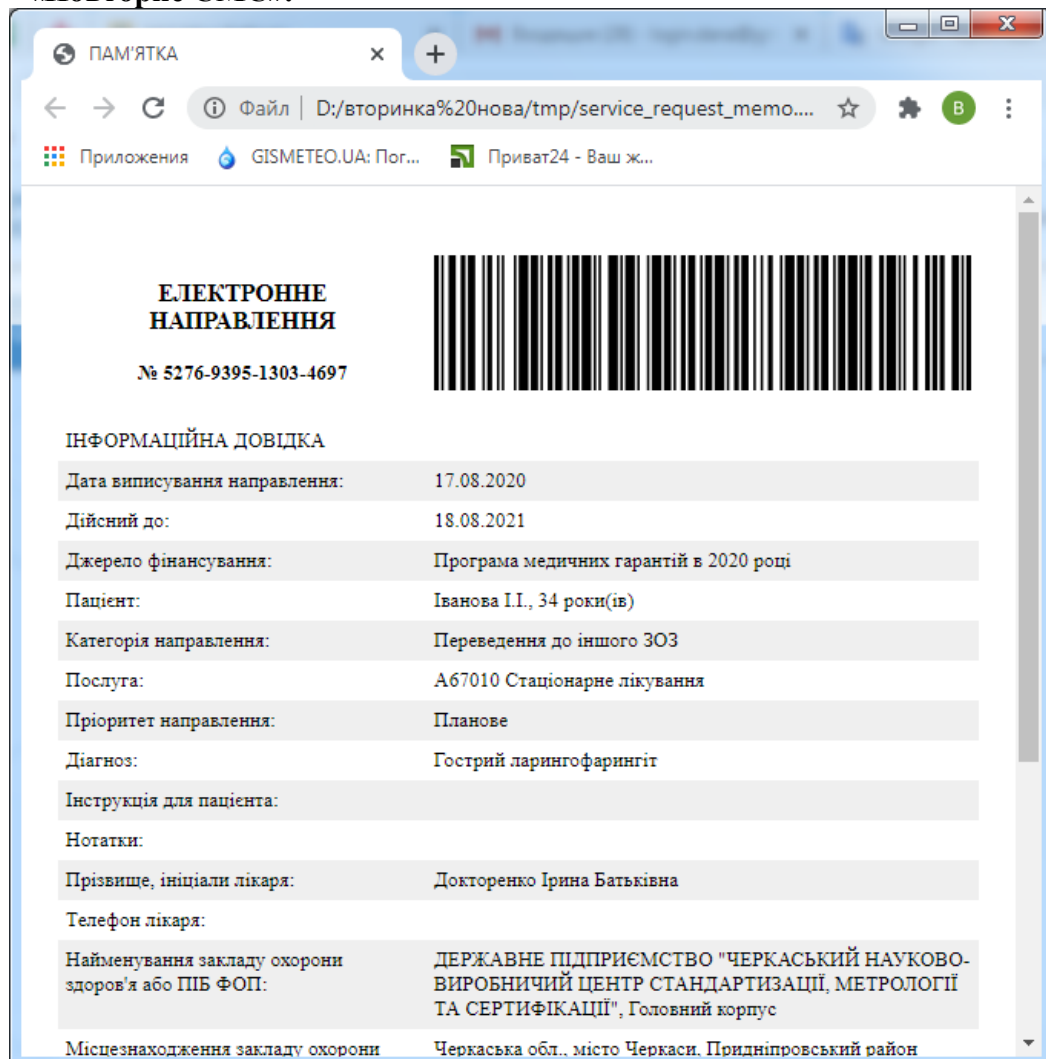 ПАМ'ЯТКА
Файл | D:/вторинка%20нова/tmp/service_request_memo....
В
Приложения GISMETEO.UA: Пог... Приват24 - Ваш ж...
ЕЛЕКТРОННЕ
НАПРАВЛЕННЯ
№ 5276-9395-1303-4697
ІНФОРМАЦІЙНА ДОВІДКА
Дата виписування направлення: 17.08.2020
Дійсний до: 18.08.2021
Джерело фінансування: Програма медичних гарантій в 2020 році
Пацієнт: Іванова І.І., 34 роки(ів)
Категорія направлення: Переведення до іншого ЗОЗ
Послуга: A67010 Стаціонарне лікування
Пріоритет направлення: Планове
Діагноз: Гострий ларингофарингіт
Інструкція для пацієнта:
Нотатки:
Прізвище, ініціали лікаря: Докторенко Ірина Батьківна
Телефон лікаря:
Найменування закладу охорони
здоров'я або ПІБ ФОП:
ДЕРЖАВНЕ ПІДПРИЄМСТВО "ЧЕРКАСЬКИЙ НАУКОВО-
ВИРОБНИЧИЙ ЦЕНТР СТАНДАРТИЗАЦІЇ, МЕТРОЛОГІЇ
ТА СЕРТИФІКАЦІЇ", Головний корпус
Місцезнаходження закладу охорони Черкаська обл., місто Черкаси, Придніпровський район